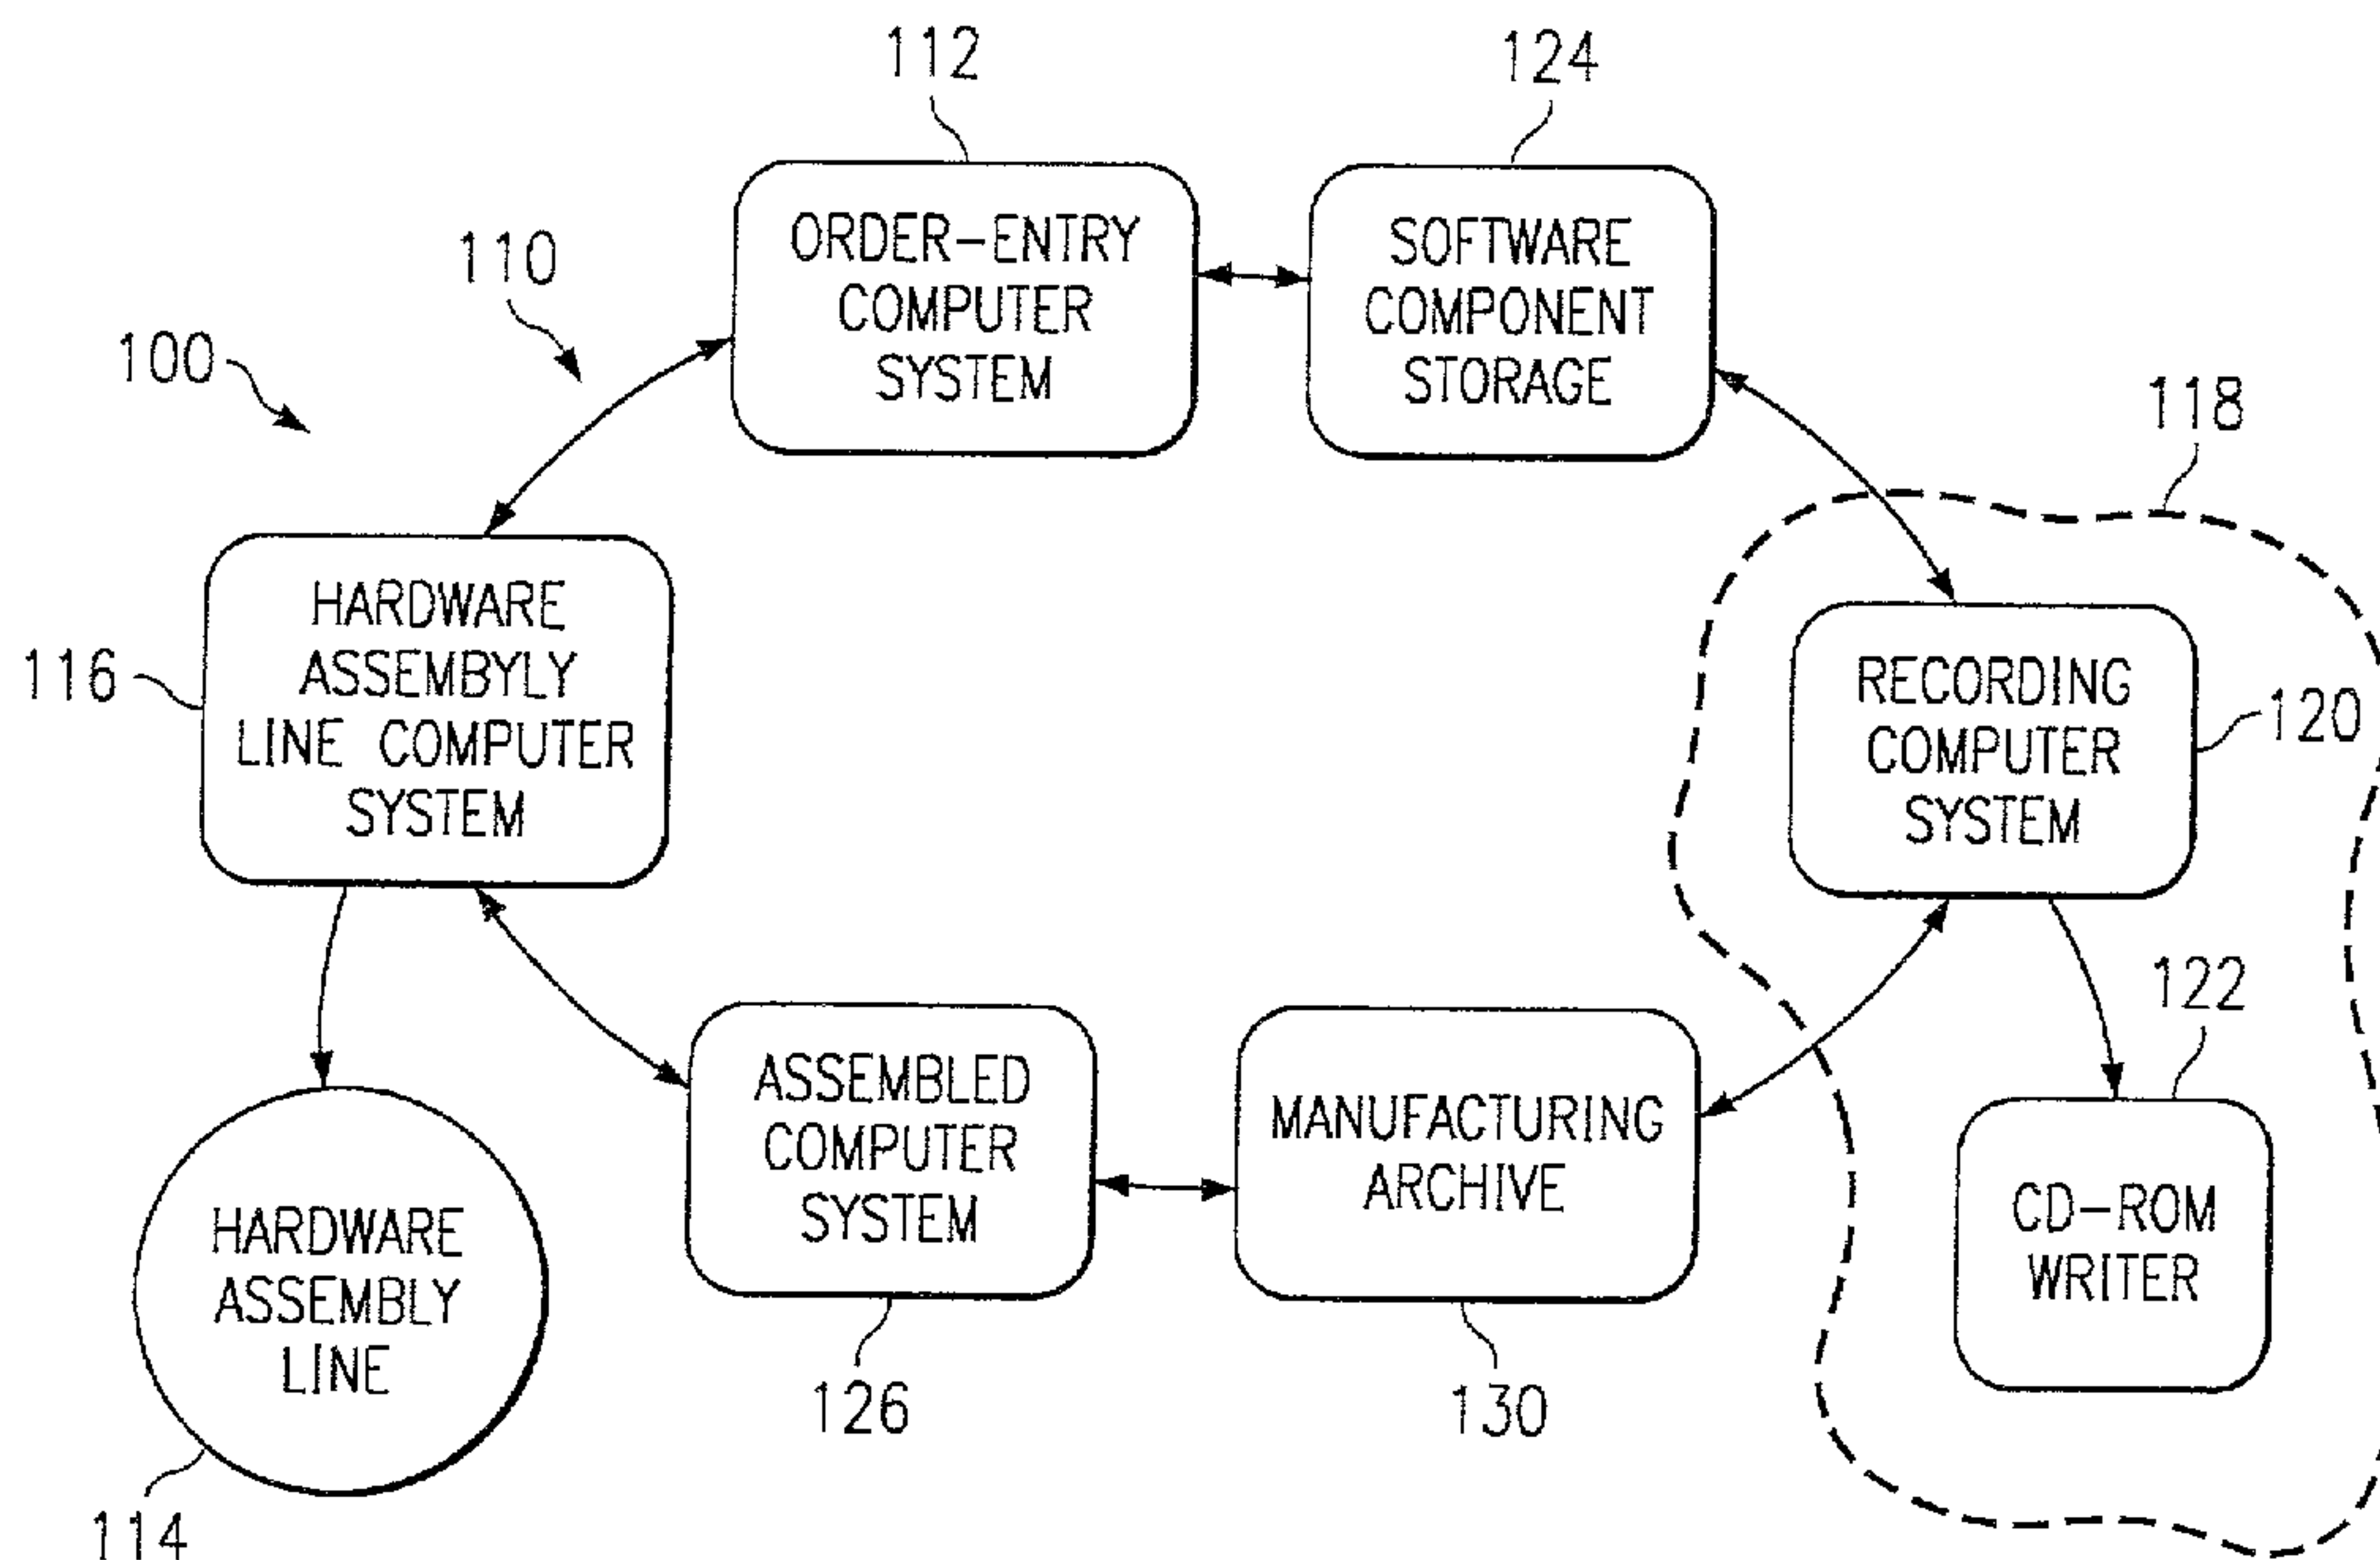 112
124
110
ORDER-ENTRY
COMPUTER
SYSTEM
SOFTWARE
COMPONENT
STORAGE
100
118
HARDWARE
ASSEMBYLY
LINE COMPUTER
SYSTEM
116
RECORDING
COMPUTER
SYSTEM
120
122
ASSEMBLED
COMPUTER
SYSTEM
MANUFACTURING
ARCHIVE
CD-ROM
WRITER
HARDWARE
ASSEMBLY
LINE
126
130
114